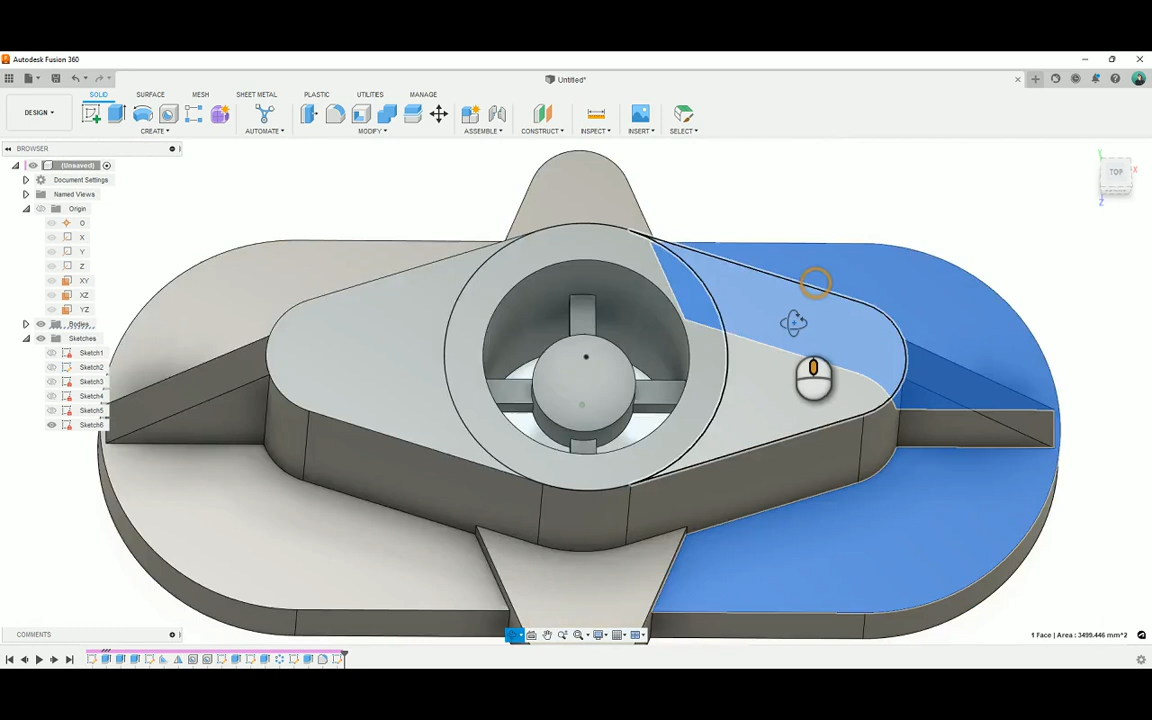 Autodesk Fusion 360
Untitled*
DESIGN
SOLID SURFACE MESH SHEET METAL PLASTIC UTILITIES MANAGE
CREATE AUTOMATE MODIFY ASSEMBLE CONSTRUCT INSPECT INSERT SELECT
BROWSER
(Unsaved)
Document Settings
Named Views
Origin
O
X
Y
Z
XY
XZ
YZ
Bodies
Sketches
Sketch1
Sketch2
Sketch3
Sketch4
Sketch5
Sketch6
Y
TOP
X
Z
COMMENTS
1 Face | Area : 3499.446 mm^2